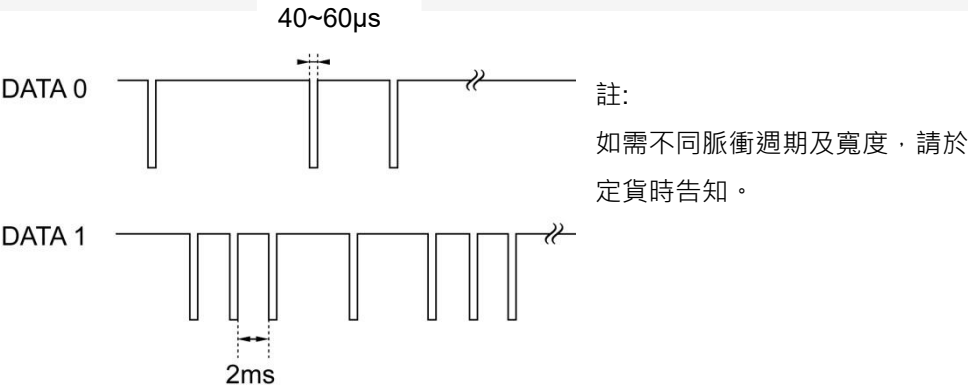 40~60µs
DATA 0
註:
如需不同脈衝週期及寬度，請於
定貨時告知。
DATA 1
2ms